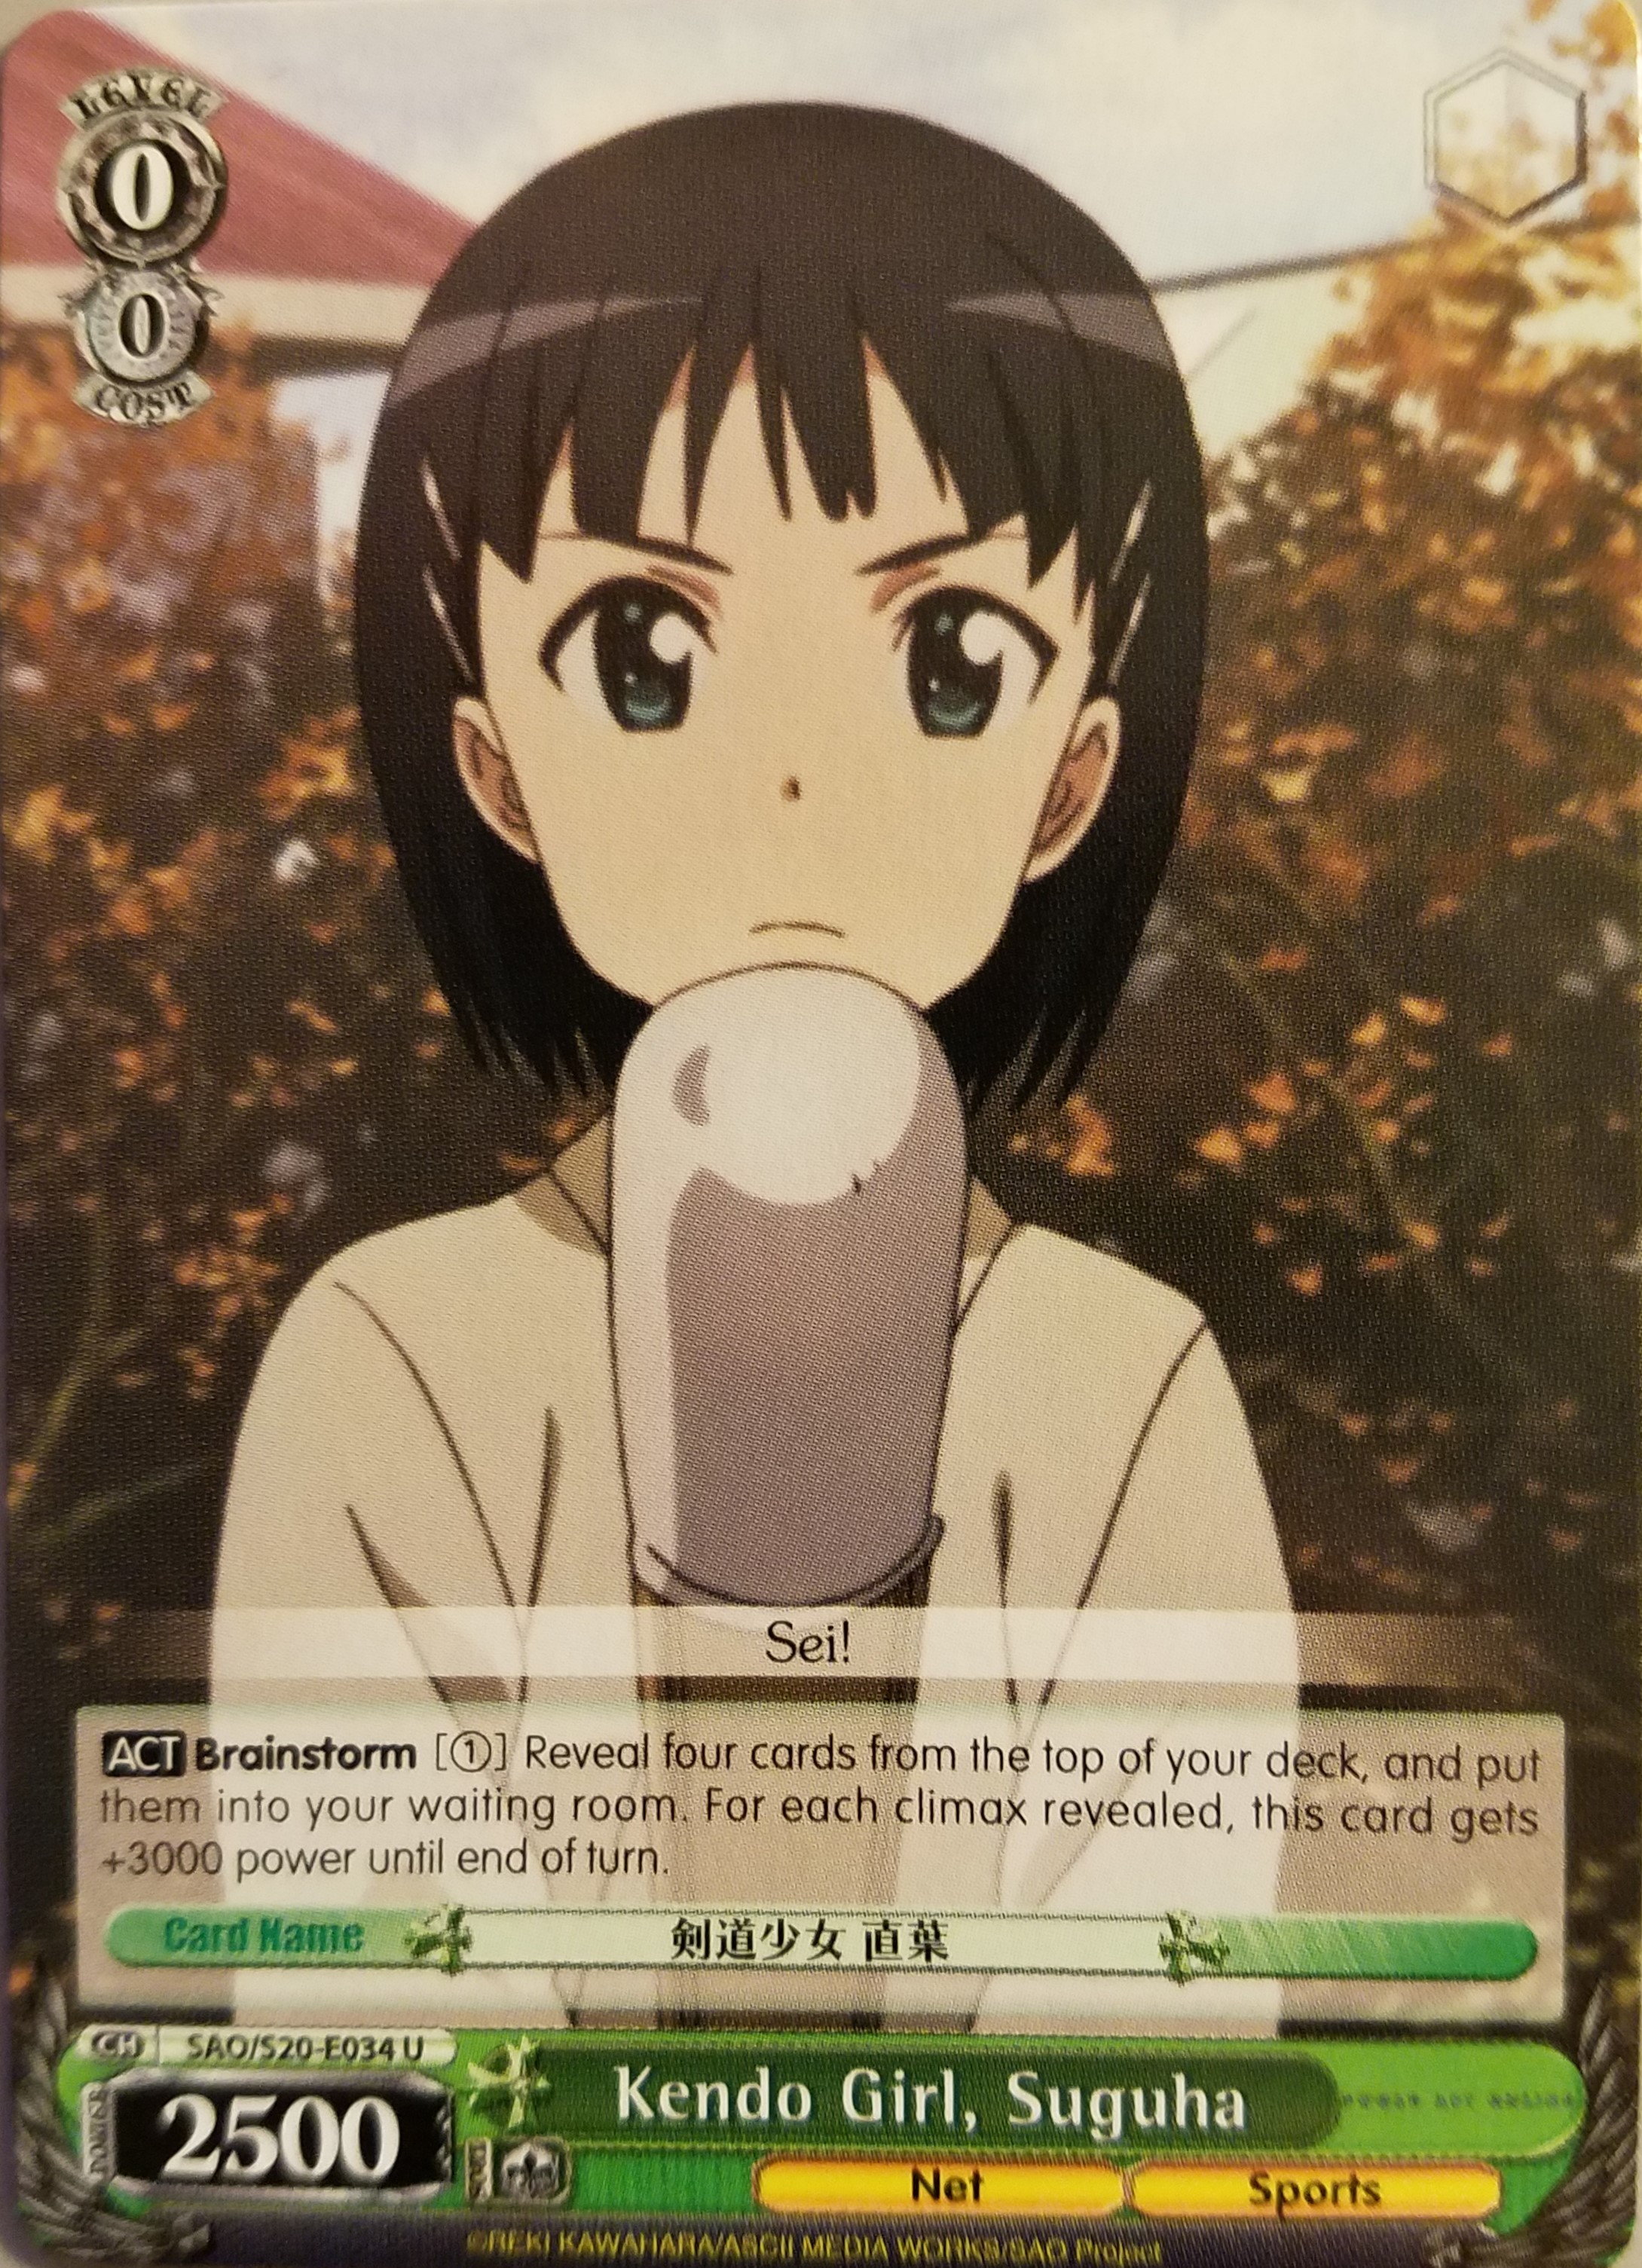 LEVEL
0
0
COST
Sei!
ACT Brainstorm [①] Reveal four cards from the top of your deck, and put
them into your waiting room. For each climax revealed, this card gets
+3000 power until end of turn.
Card Name 剣道少女 直葉
CH SAO/S20-E034 U
POWER 2500
Kendo Girl, Suguha
SOUL
Net Sports
©REKI KAWAHARA/ASCII MEDIA WORKS/SAO Project